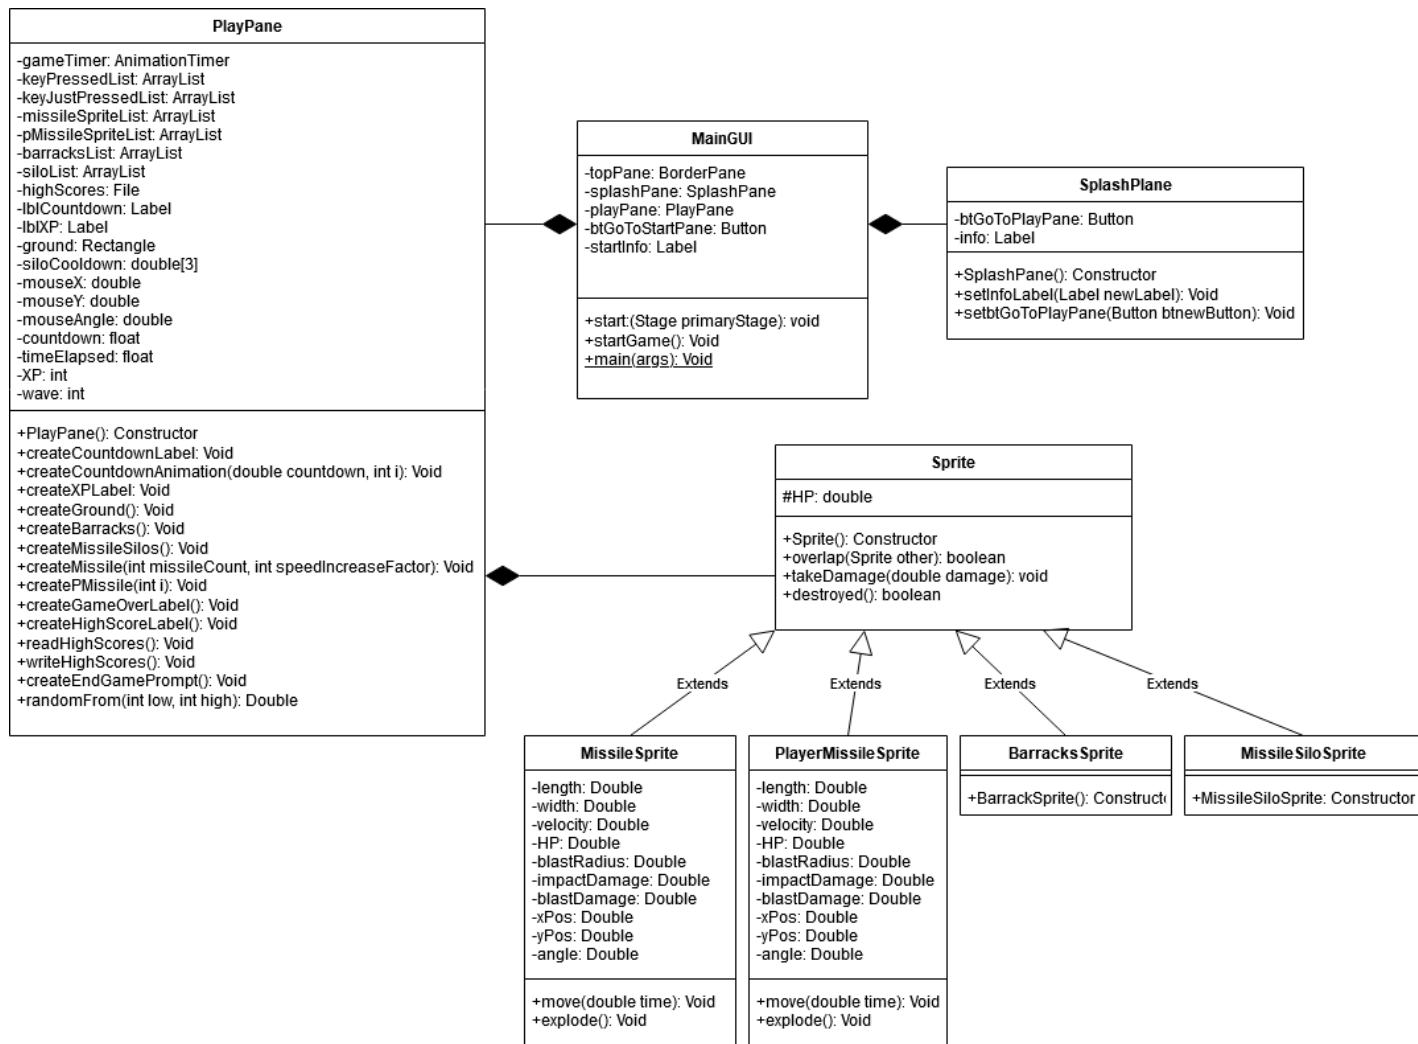 PlayPane
-gameTimer: AnimationTimer
-keyPressedList: ArrayList
-keyJustPressedList: ArrayList
-missileSpriteList: ArrayList
-pMissileSpriteList: ArrayList
-barracksList: ArrayList
-siloList: ArrayList
-highScores: File
-lblCountdown: Label
-lblXP: Label
-ground: Rectangle
-siloCooldown: double[3]
-mouseX: double
-mouseY: double
-mouseAngle: double
-countdown: float
-timeElapsed: float
-XP: int
-wave: int
+PlayPane(): Constructor
+createCountdownLabel: Void
+createCountdownAnimation(double countdown, int i): Void
+createXPLabel: Void
+createGround(): Void
+createBarracks(): Void
+createMissileSilos(): Void
+createMissile(int missileCount, int speedIncreaseFactor): Void
+createPMissile(int i): Void
+createGameOverLabel(): Void
+createHighScoreLabel(): Void
+readHighScores(): Void
+writeHighScores(): Void
+createEndGamePrompt(): Void
+randomFrom(int low, int high): Double
MainGUI
-topPane: BorderPane
-splashPane: SplashPane
-playPane: PlayPane
-btGoToStartPane: Button
-startInfo: Label
+start:(Stage primaryStage): void
+startGame(): Void
+main(args): Void
SplashPlane
-btGoToPlayPane: Button
-info: Label
+SplashPane(): Constructor
+setInfoLabel(Label newLabel): Void
+setbtGoToPlayPane(Button btnewButton): Void
Sprite
#HP: double
+Sprite(): Constructor
+overlap(Sprite other): boolean
+takeDamage(double damage): void
+destroyed(): boolean
Extends
Extends
Extends
Extends
MissileSprite
-length: Double
-width: Double
-velocity: Double
-HP: Double
-blastRadius: Double
-impactDamage: Double
-blastDamage: Double
-xPos: Double
-yPos: Double
-angle: Double
+move(double time): Void
+explode(): Void
PlayerMissileSprite
-length: Double
-width: Double
-velocity: Double
-HP: Double
-blastRadius: Double
-impactDamage: Double
-blastDamage: Double
-xPos: Double
-yPos: Double
-angle: Double
+move(double time): Void
+explode(): Void
BarracksSprite
+BarrackSprite(): Constructo
MissileSiloSprite
+MissileSiloSprite: Constructor